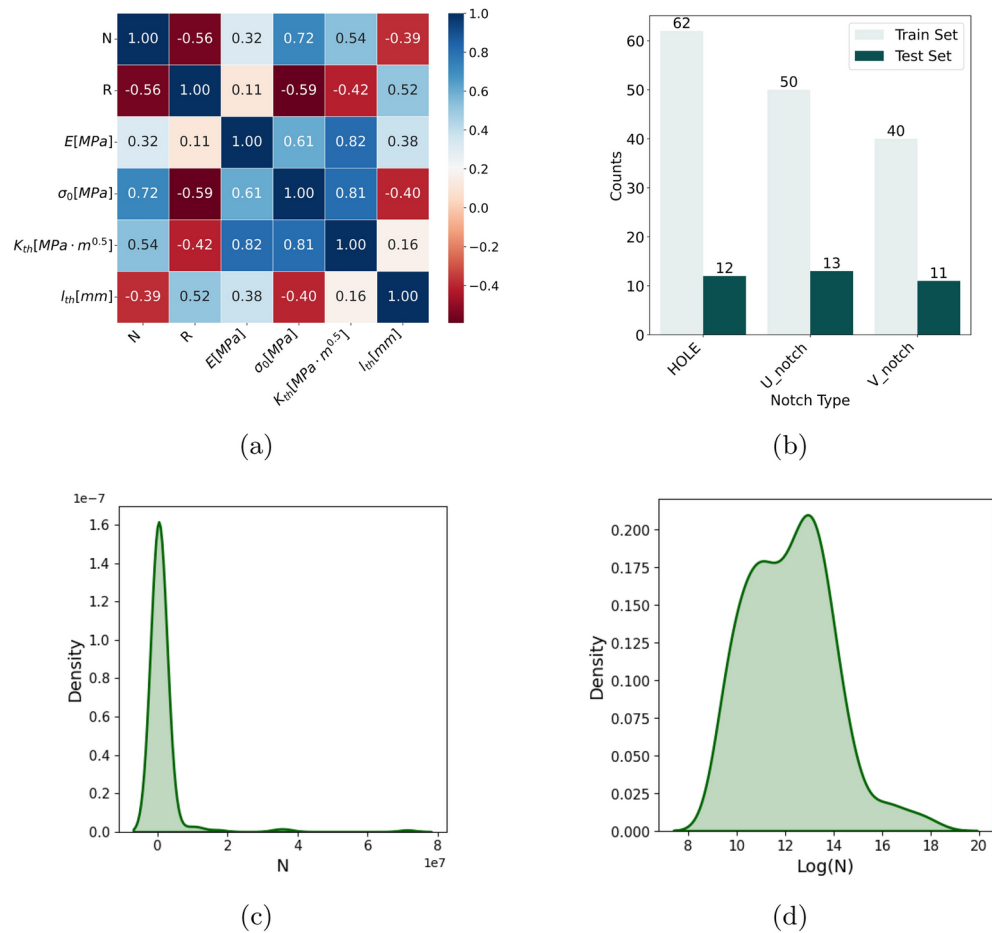 N 1.00 -0.56 0.32 0.72 0.54 -0.39
R -0.56 1.00 0.11 -0.59 -0.42 0.52
E[MPa] 0.32 0.11 1.00 0.61 0.82 0.38
σ₀[MPa] 0.72 -0.59 0.61 1.00 0.81 -0.40
K_th[MPa · m^0.5] 0.54 -0.42 0.82 0.81 1.00 0.16
l_th[mm] -0.39 0.52 0.38 -0.40 0.16 1.00
N R E[MPa] σ₀[MPa] K_th[MPa · m^0.5] l_th[mm]
1.0
0.8
0.6
0.4
0.2
0.0
−0.2
−0.4
(a)
Train Set
Test Set
62 50 40
12 13 11
60
50
40
30
20
10
0
Counts
HOLE U_notch V_notch
Notch Type
(b)
1e−7
1.6
1.4
1.2
1.0
0.8
0.6
0.4
0.2
0.0
Density
0 2 4 6 8
1e7
N
(c)
0.200
0.175
0.150
0.125
0.100
0.075
0.050
0.025
0.000
Density
8 10 12 14 16 18 20
Log(N)
(d)